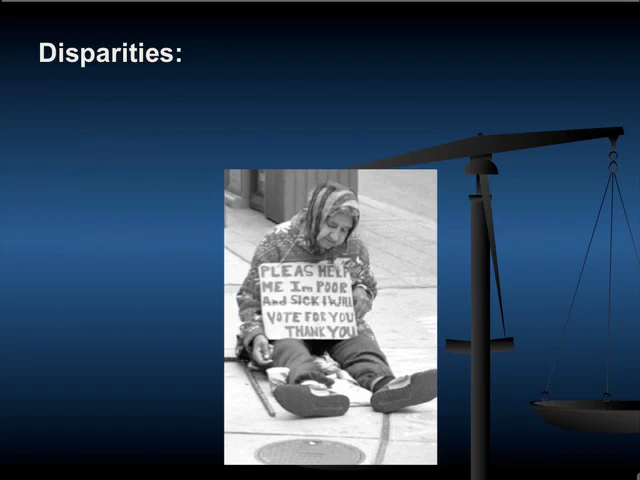 Disparities:
PLEAS HELP
ME Im POOR
And SICK I WILL
VOTE FOR YOU
THANK YOU